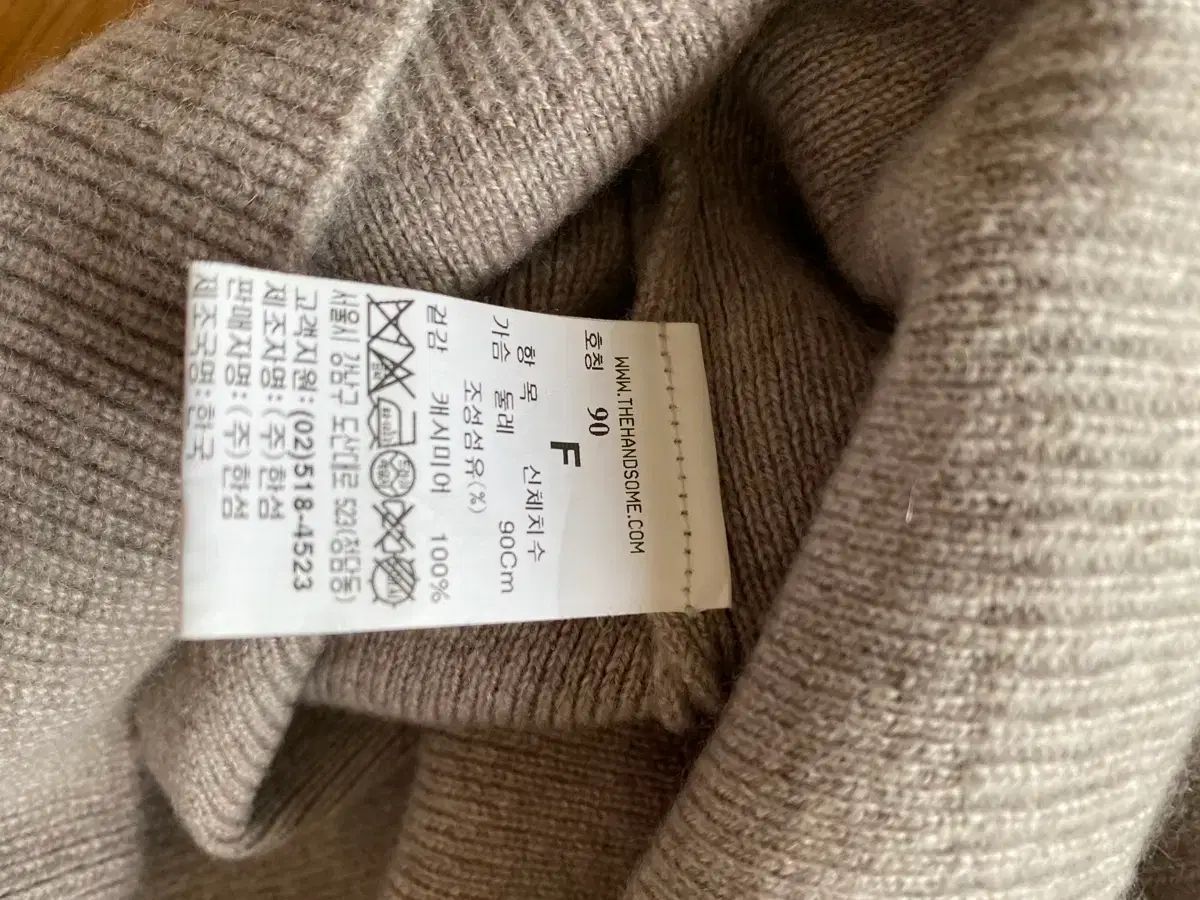 WWW.THEHANDSOME.COM
호칭 90
F
항 목 신체치수
가슴 둘레 90Cm
조성섬유(%)
겉감 캐시미어 100%
서울시 강남구 도산대로 523(청담동)
고객지원: (02)518-4523
제조자명: (주)한섬
판매자명: (주)한섬
제조국명: 한국